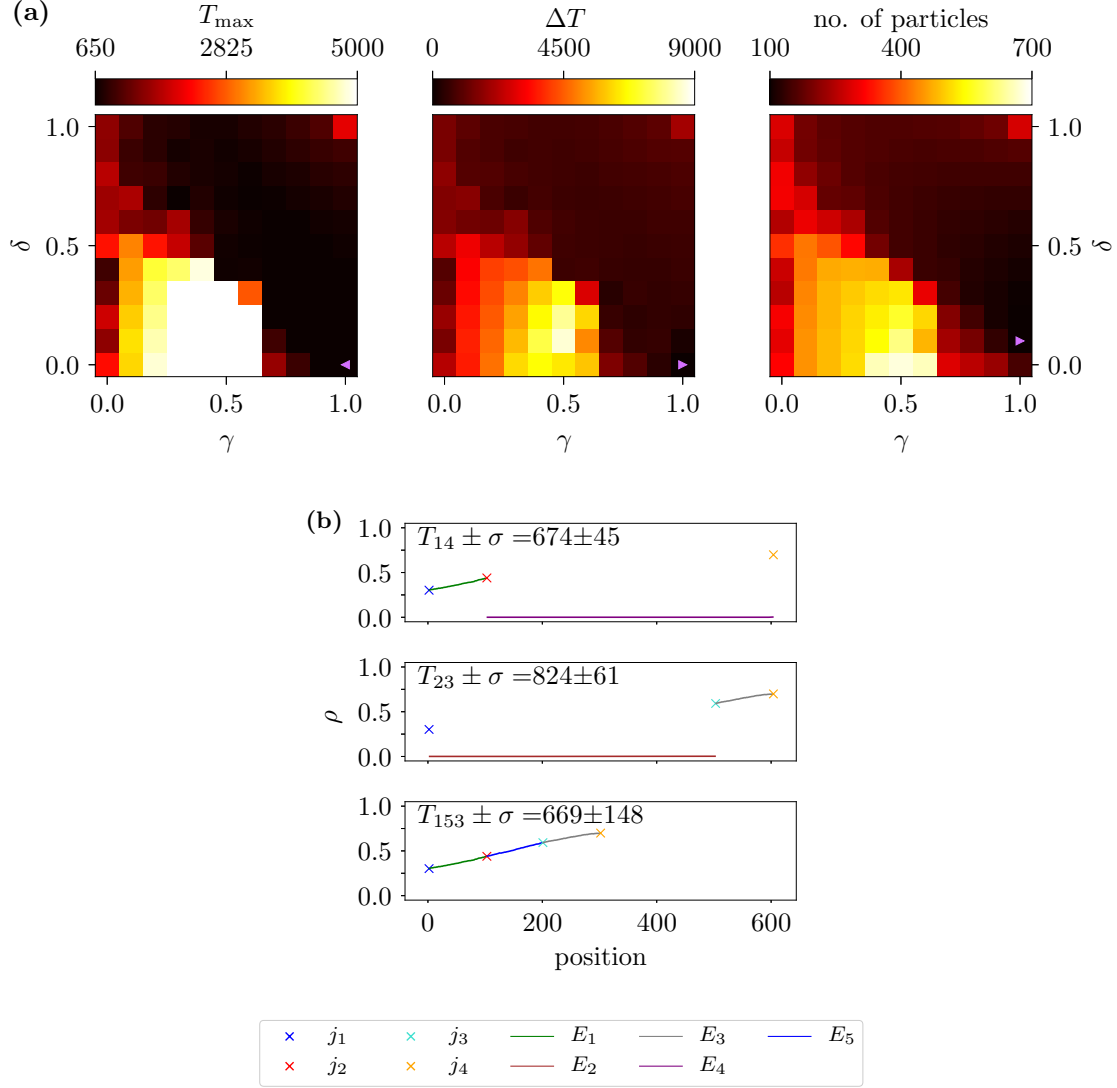 (a)
T_max ΔT no. of particles
650 2825 5000 0 4500 9000 100 400 700
1.0 1.0
δ 0.5 0.5 δ
0.0 0.0
0.0 0.5 1.0 0.0 0.5 1.0 0.0 0.5 1.0
γ γ γ
(b)
1.0 T_14 ± σ =674±45
0.5
0.0
1.0 T_23 ± σ =824±61
ρ 0.5
0.0
1.0 T_153 ± σ =669±148
0.5
0.0
0 200 400 600
position
j_1 j_3 E_1 E_3 E_5
j_2 j_4 E_2 E_4